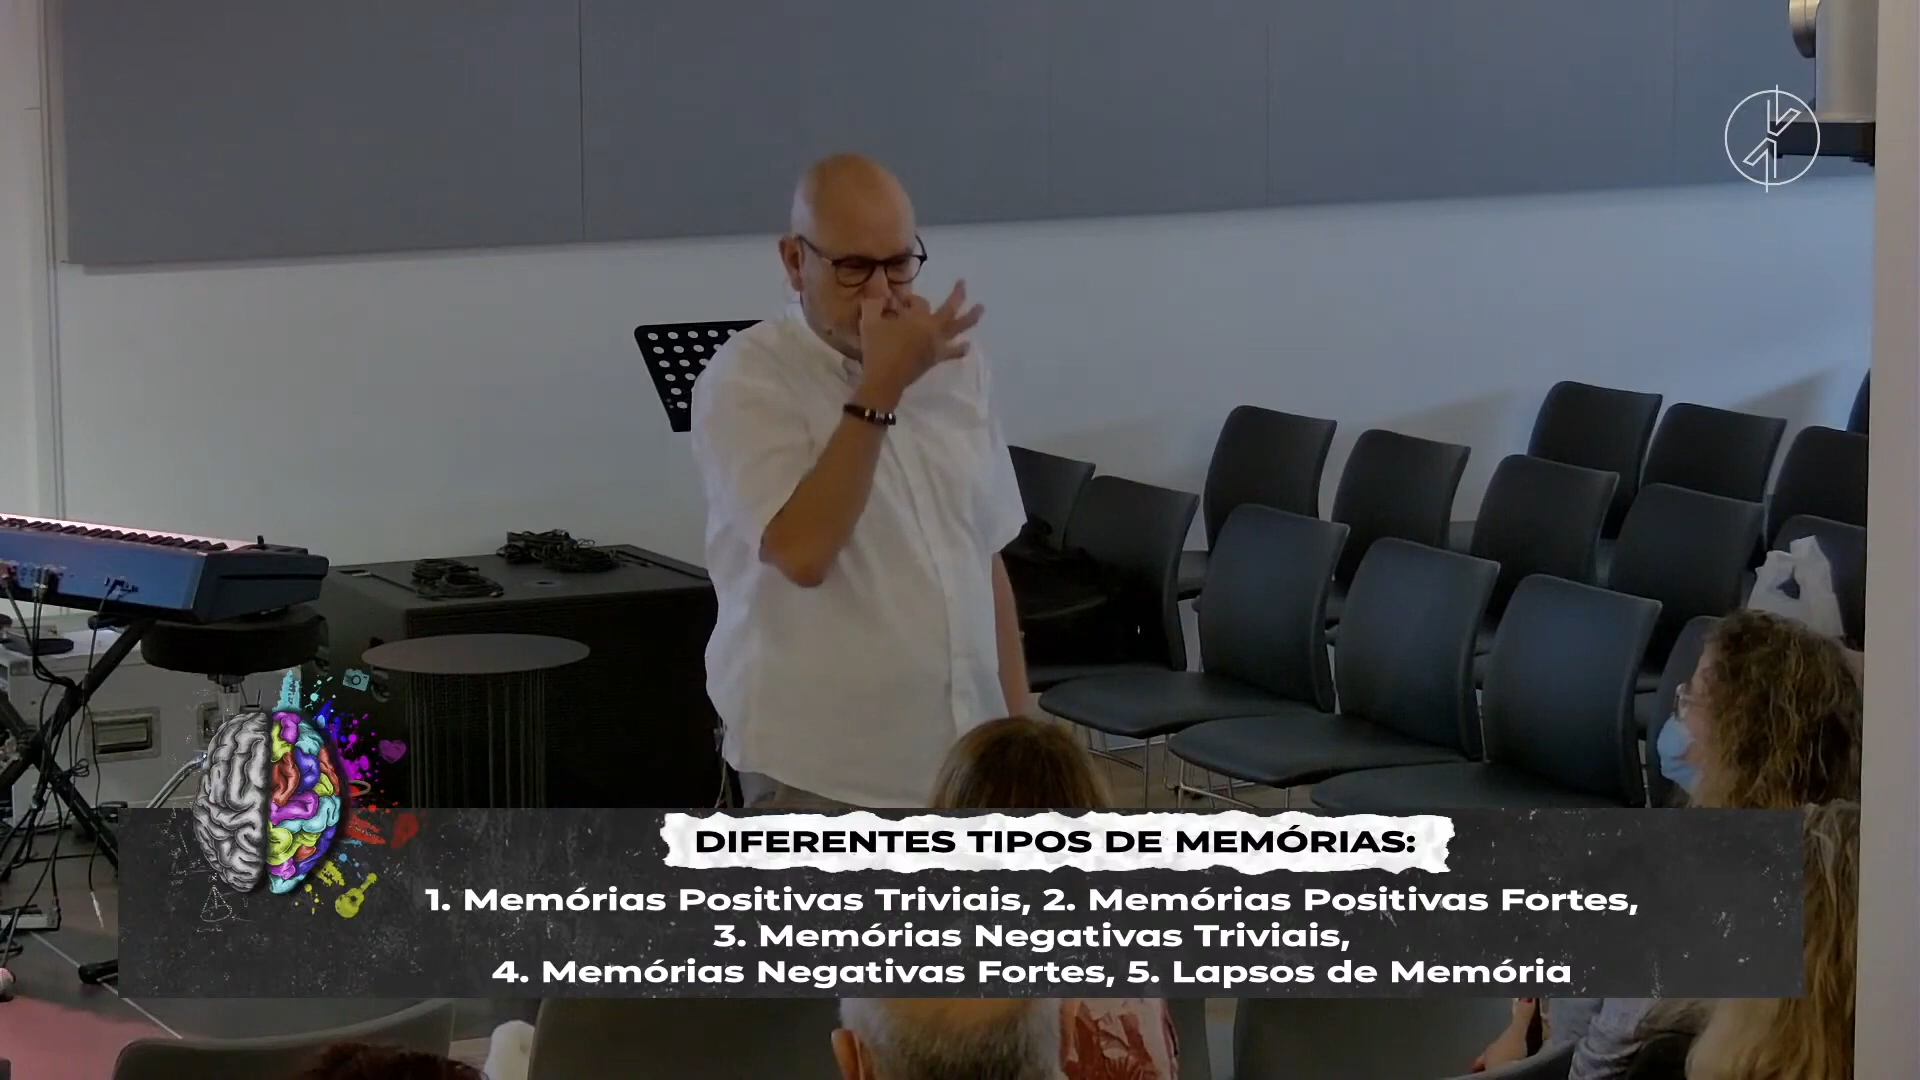 DIFERENTES TIPOS DE MEMÓRIAS:
1. Memórias Positivas Triviais, 2. Memórias Positivas Fortes,
3. Memórias Negativas Triviais,
4. Memórias Negativas Fortes, 5. Lapsos de Memória